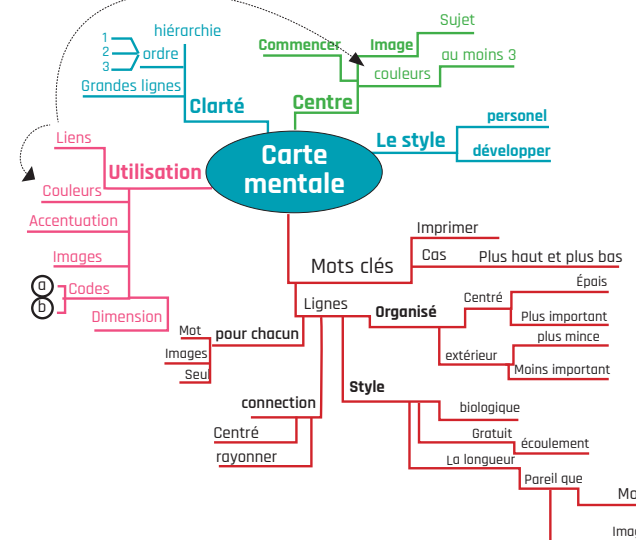 Carte
mentale
Clarté
hiérarchie
ordre
1
2
3
Grandes lignes
Centre
Commencer
Image
Sujet
couleurs
au moins 3
Le style
personel
développer
Utilisation
Liens
Couleurs
Accentuation
Images
Codes
a
b
Dimension
Mots clés
Imprimer
Cas
Plus haut et plus bas
Lignes
Organisé
Centré
Épais
Plus important
extérieur
plus mince
Moins important
pour chacun
Mot
Images
Seul
connection
Centré
rayonner
Style
biologique
Gratuit
écoulement
La longueur
Pareil que